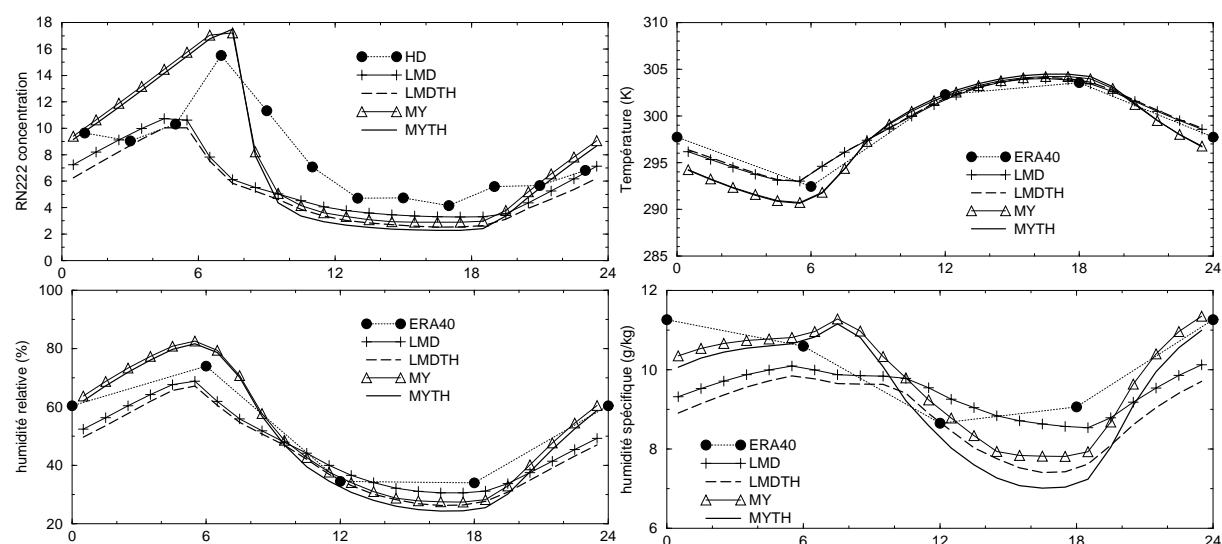 RN222 concentration
18
16
14
12
10
8
6
4
2
0
0 6 12 18 24
HD
LMD
LMDTH
MY
MYTH
Température (K)
310
305
300
295
290
285
0 6 12 18 24
ERA40
LMD
LMDTH
MY
MYTH
humidité relative (%)
100
80
60
40
20
0 6 12 18 24
ERA40
LMD
LMDTH
MY
MYTH
humidité spécifique (g/kg)
12
10
8
6
0 6 12 18 24
ERA40
LMD
LMDTH
MY
MYTH